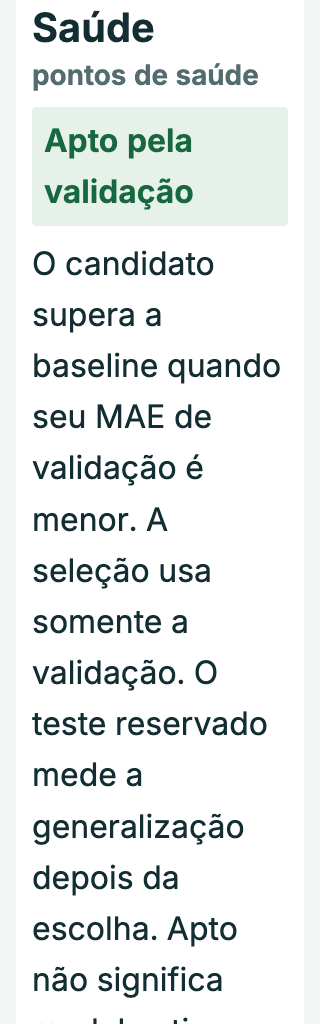 Saúde
pontos de saúde
Apto pela
validação
O candidato
supera a
baseline quando
seu MAE de
validação é
menor. A
seleção usa
somente a
validação. O
teste reservado
mede a
generalização
depois da
escolha. Apto
não significa